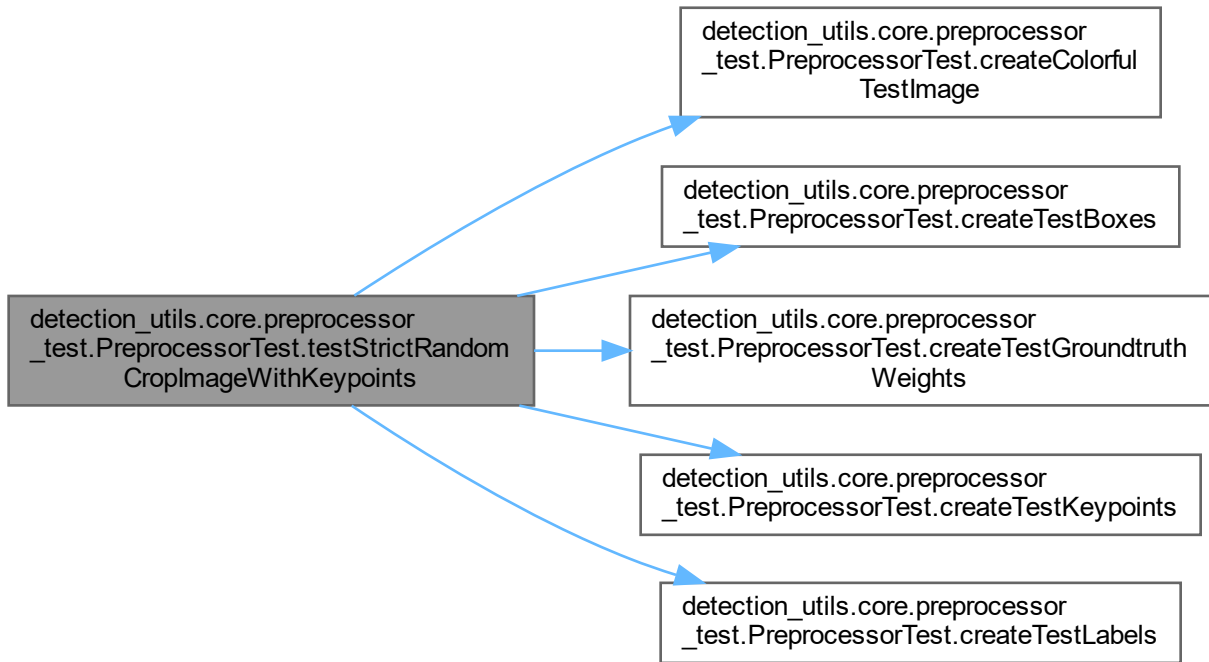 detection_utils.core.preprocessor
_test.PreprocessorTest.testStrictRandom
CropImageWithKeypoints
detection_utils.core.preprocessor
_test.PreprocessorTest.createColorful
TestImage
detection_utils.core.preprocessor
_test.PreprocessorTest.createTestBoxes
detection_utils.core.preprocessor
_test.PreprocessorTest.createTestGroundtruth
Weights
detection_utils.core.preprocessor
_test.PreprocessorTest.createTestKeypoints
detection_utils.core.preprocessor
_test.PreprocessorTest.createTestLabels